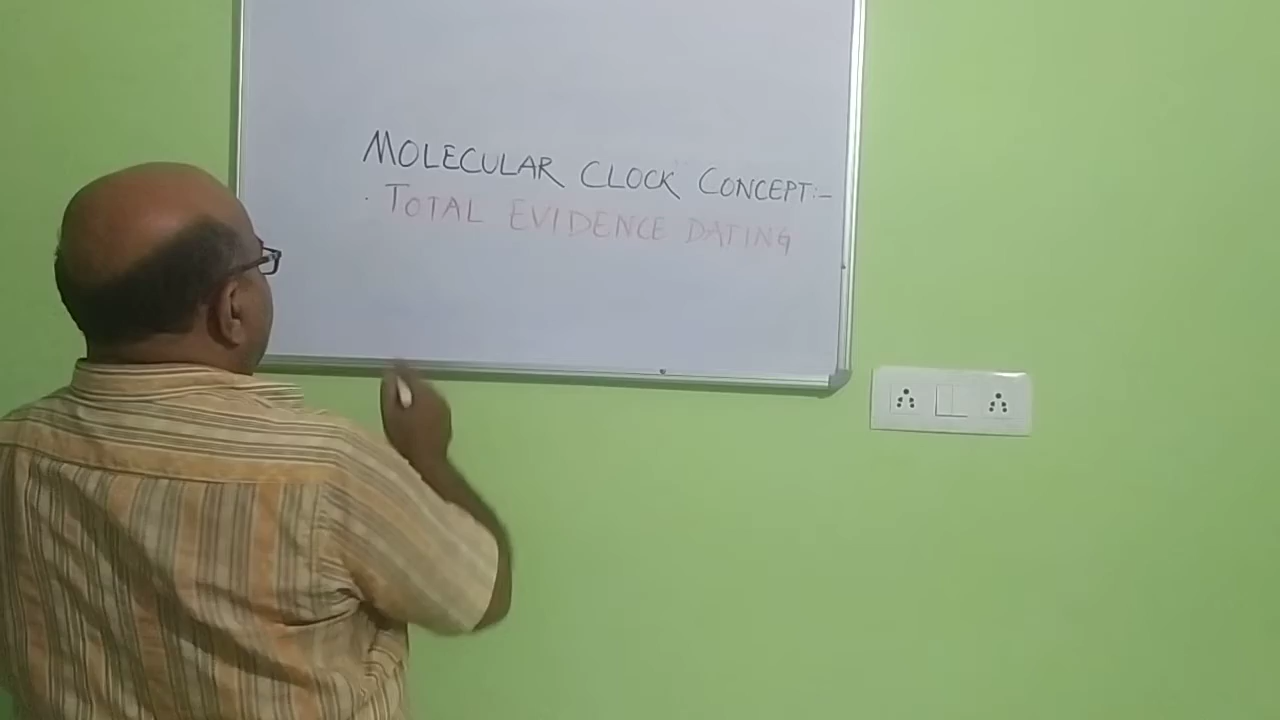 MOLECULAR CLOCK CONCEPT:-
. TOTAL EVIDENCE DATING